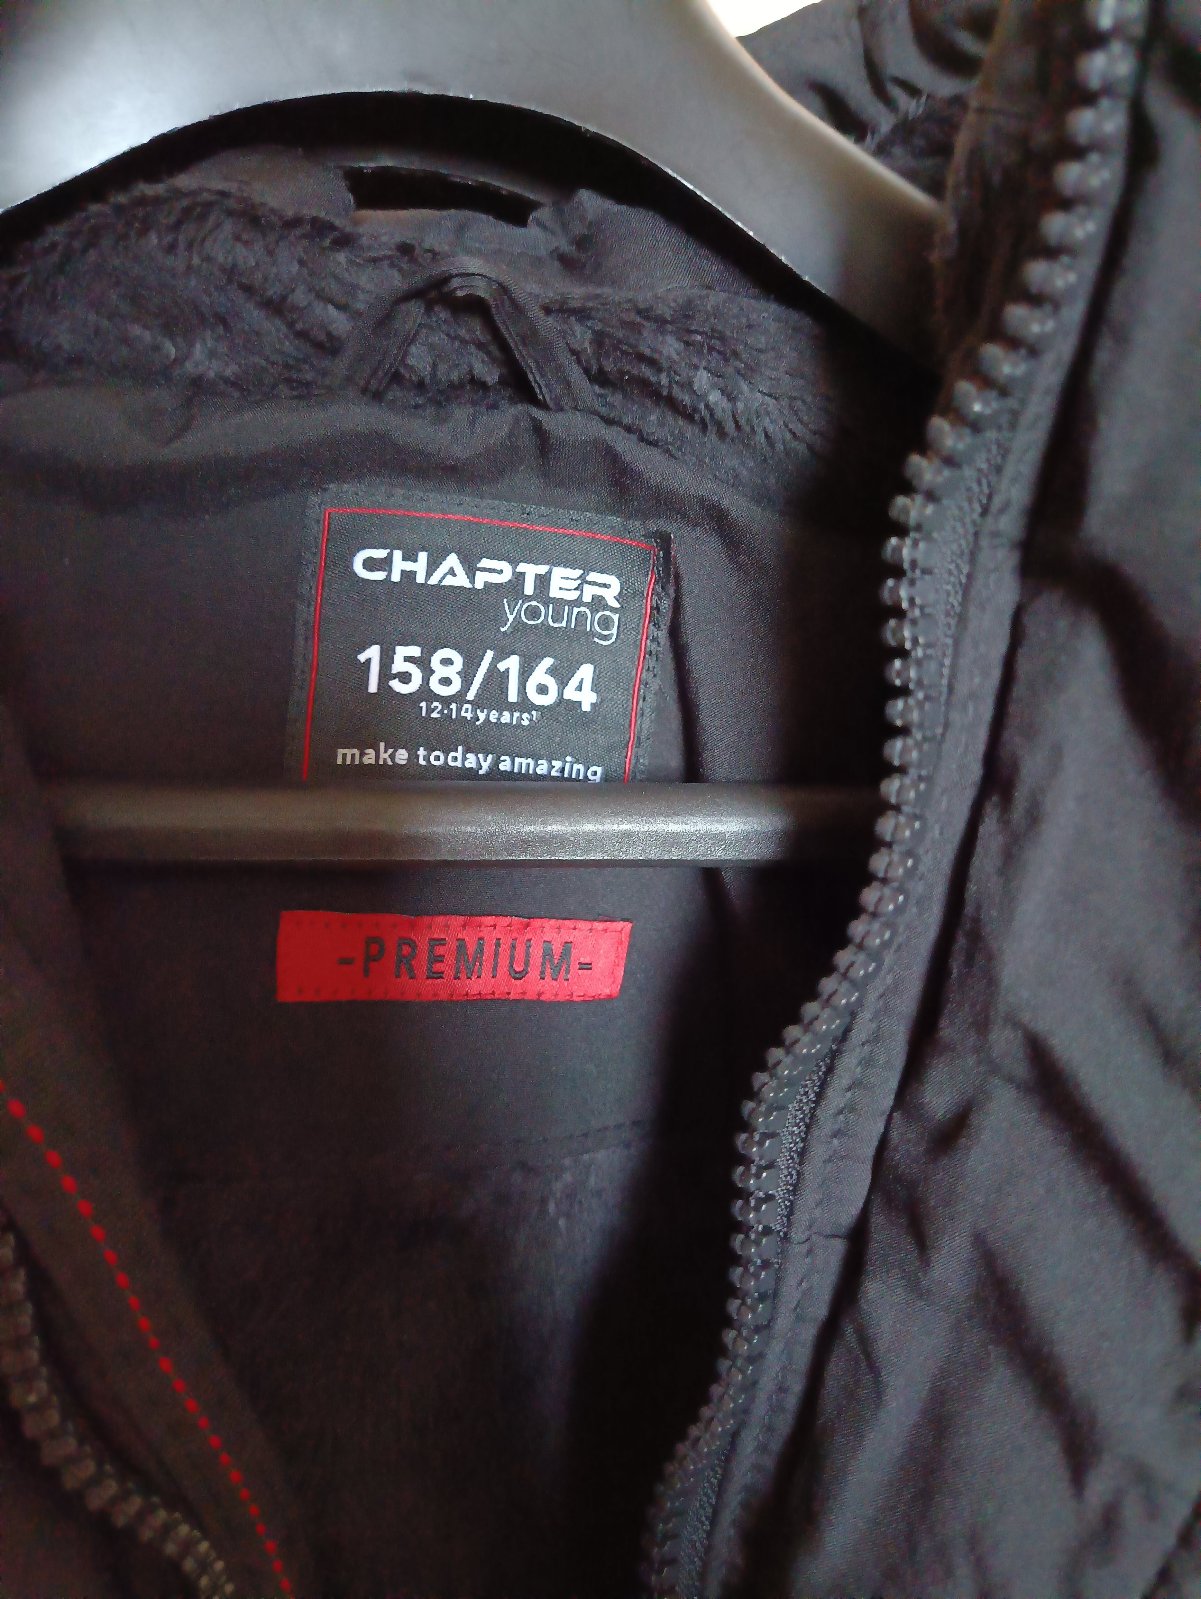 CHAPTER
young
158/164
12-14 years¹
make today amazing
-PREMIUM-